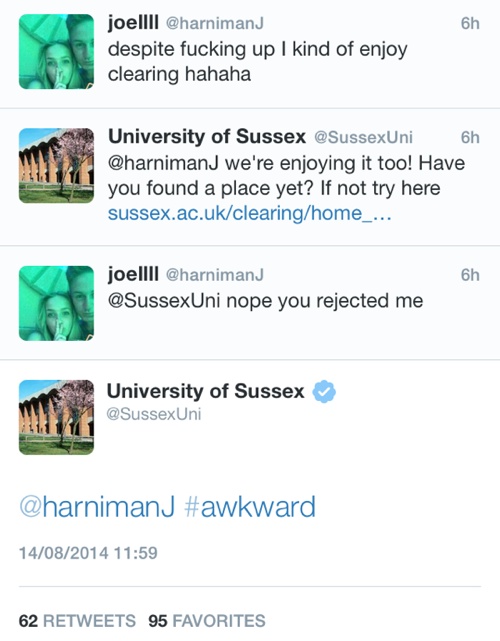 joellll @harnimanJ 6h
despite fucking up I kind of enjoy
clearing hahaha
University of Sussex @SussexUni 6h
@harnimanJ we're enjoying it too! Have
you found a place yet? If not try here
sussex.ac.uk/clearing/home_...
joellll @harnimanJ 6h
@SussexUni nope you rejected me
University of Sussex
@SussexUni
@harnimanJ #awkward
14/08/2014 11:59
62 RETWEETS 95 FAVORITES